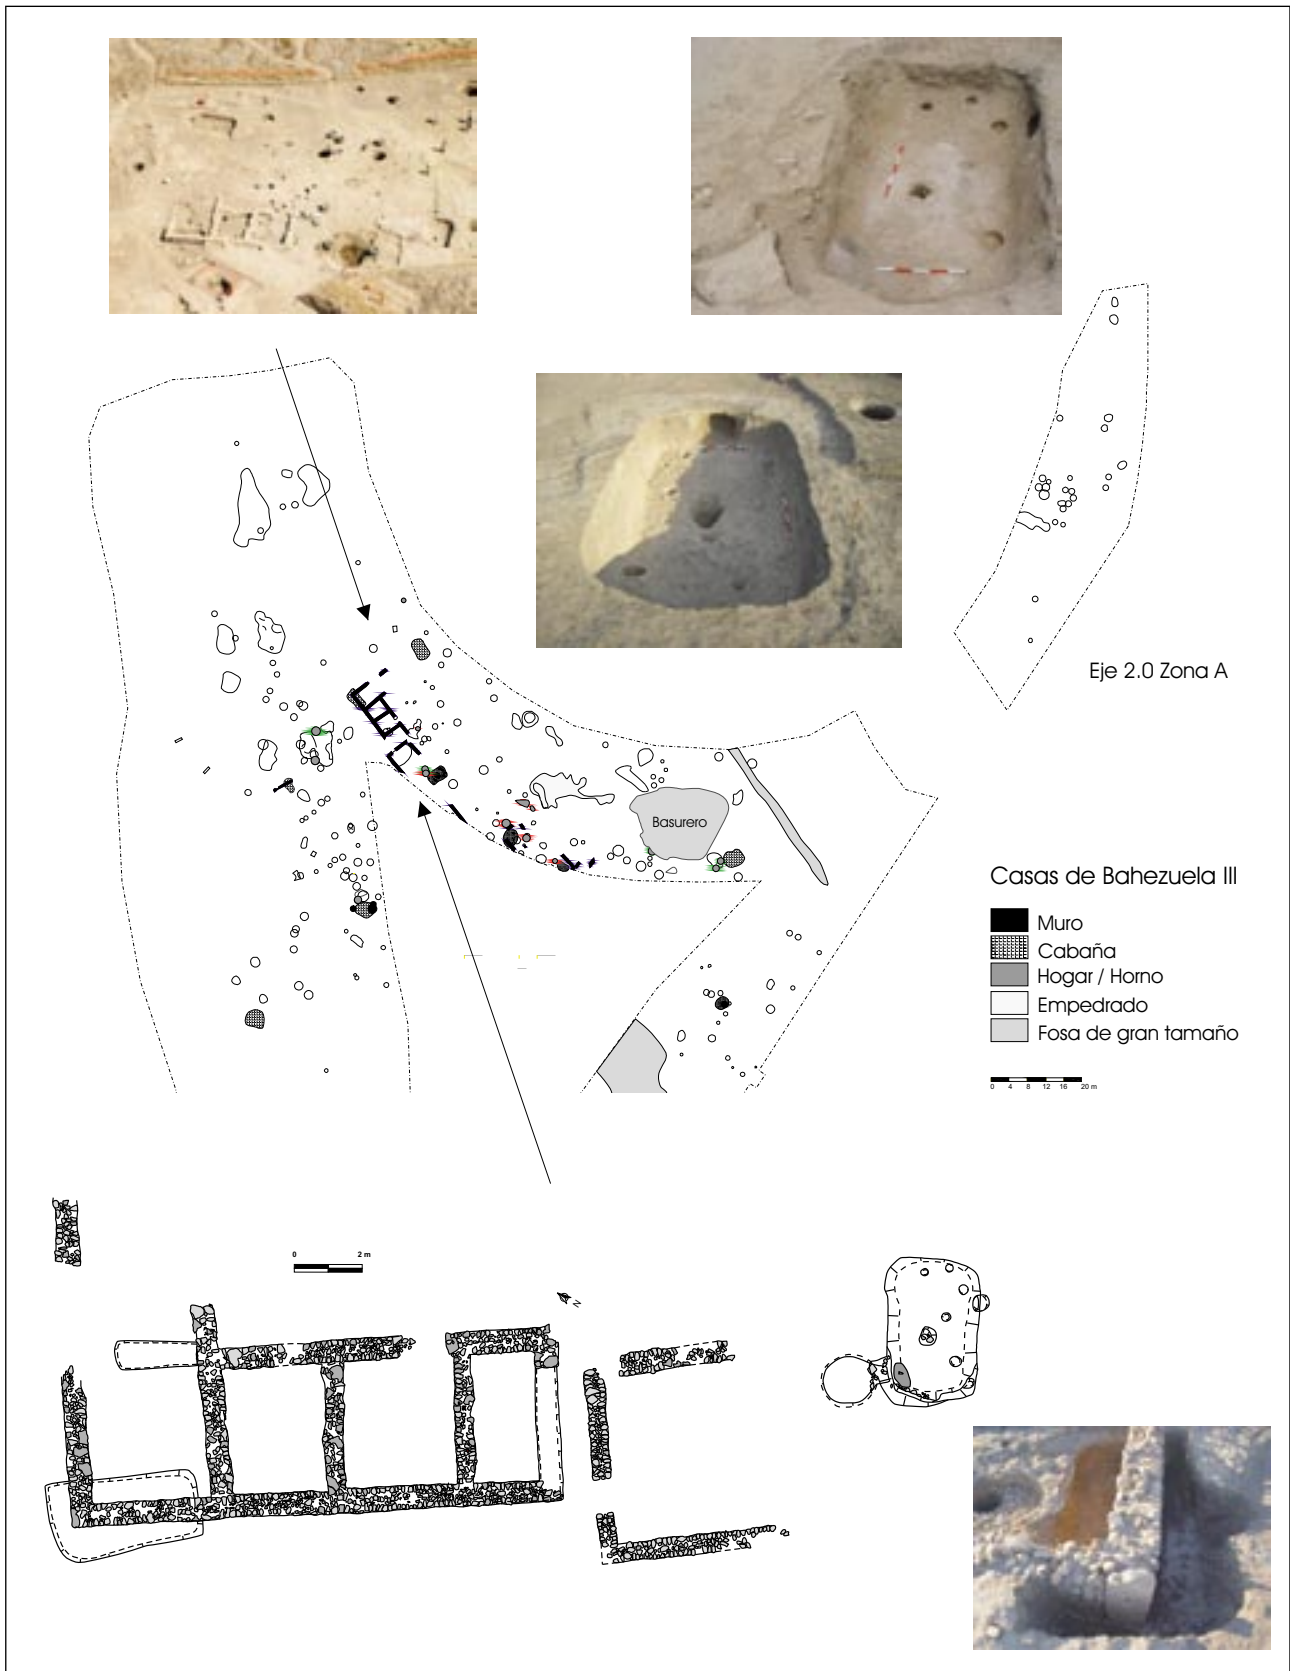 Eje 2.0 Zona A
Basurero
Casas de Bahezuela III
Muro
Cabaña
Hogar / Horno
Empedrado
Fosa de gran tamaño
0 4 8 12 16 20 m
0 2 m
N